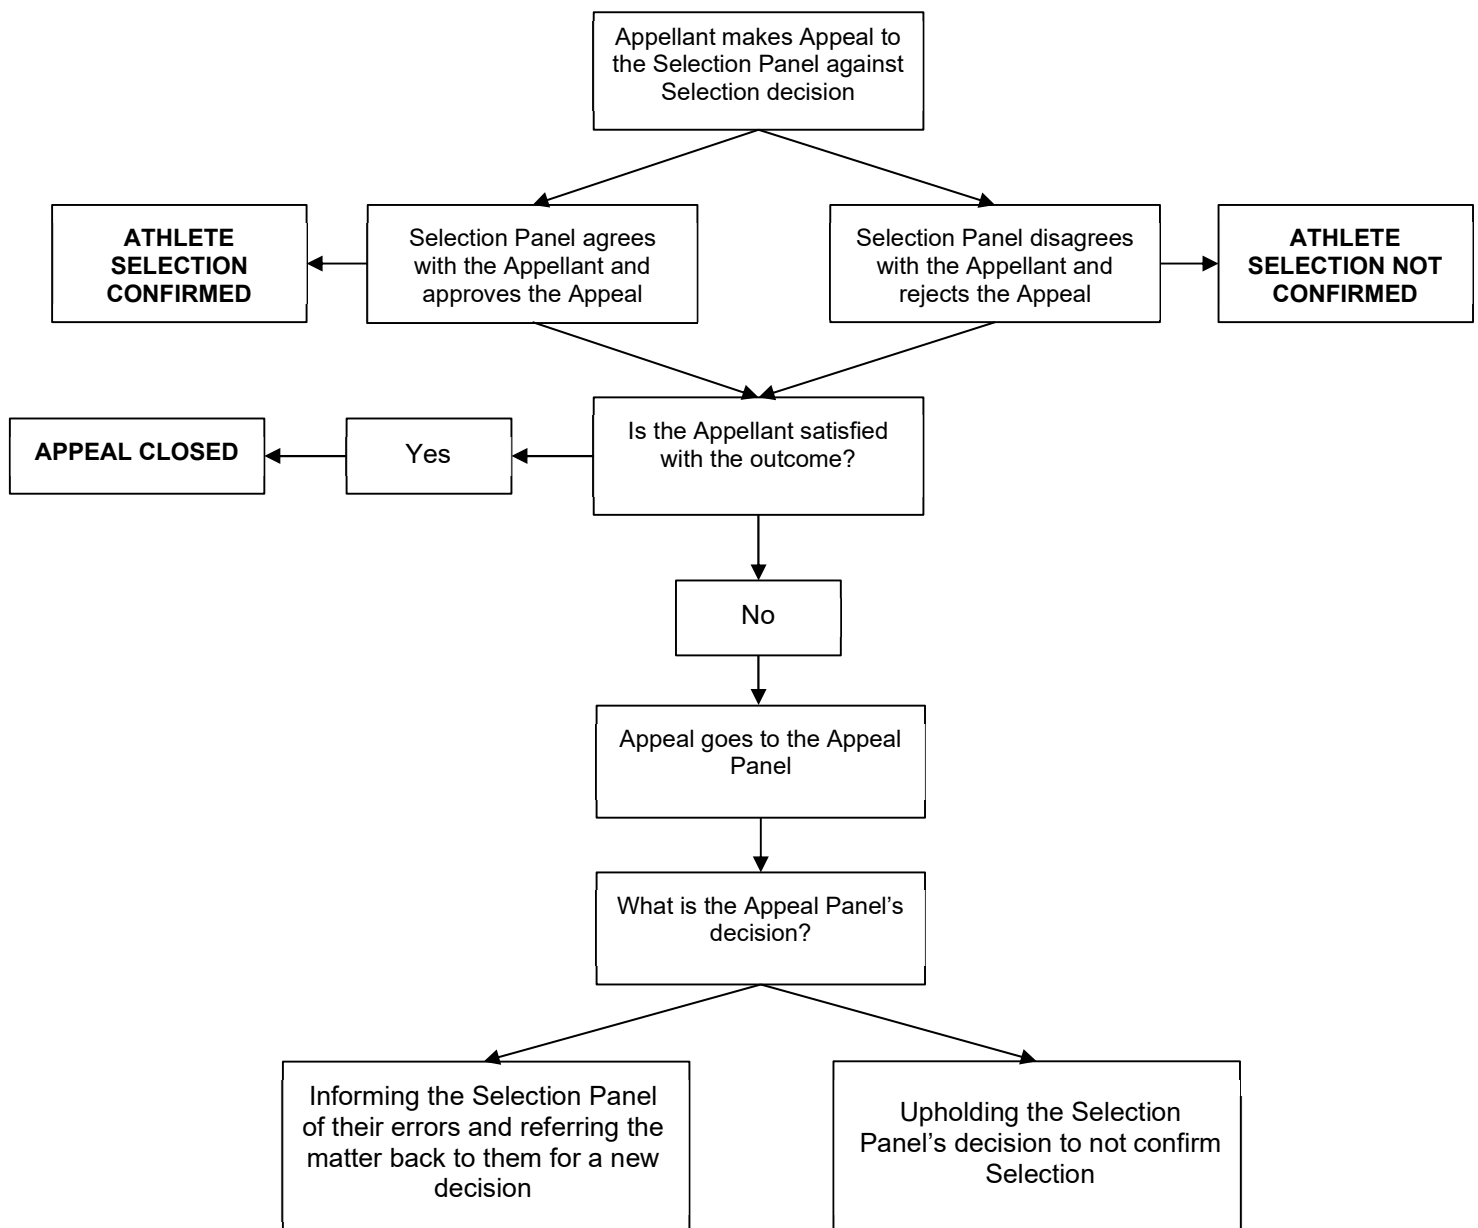 Appellant makes Appeal to
the Selection Panel against
Selection decision
ATHLETE
SELECTION
CONFIRMED
Selection Panel agrees
with the Appellant and
approves the Appeal
Selection Panel disagrees
with the Appellant and
rejects the Appeal
ATHLETE
SELECTION NOT
CONFIRMED
APPEAL CLOSED
Yes
Is the Appellant satisfied
with the outcome?
No
Appeal goes to the Appeal
Panel
What is the Appeal Panel’s
decision?
Informing the Selection Panel
of their errors and referring the
matter back to them for a new
decision
Upholding the Selection
Panel’s decision to not confirm
Selection